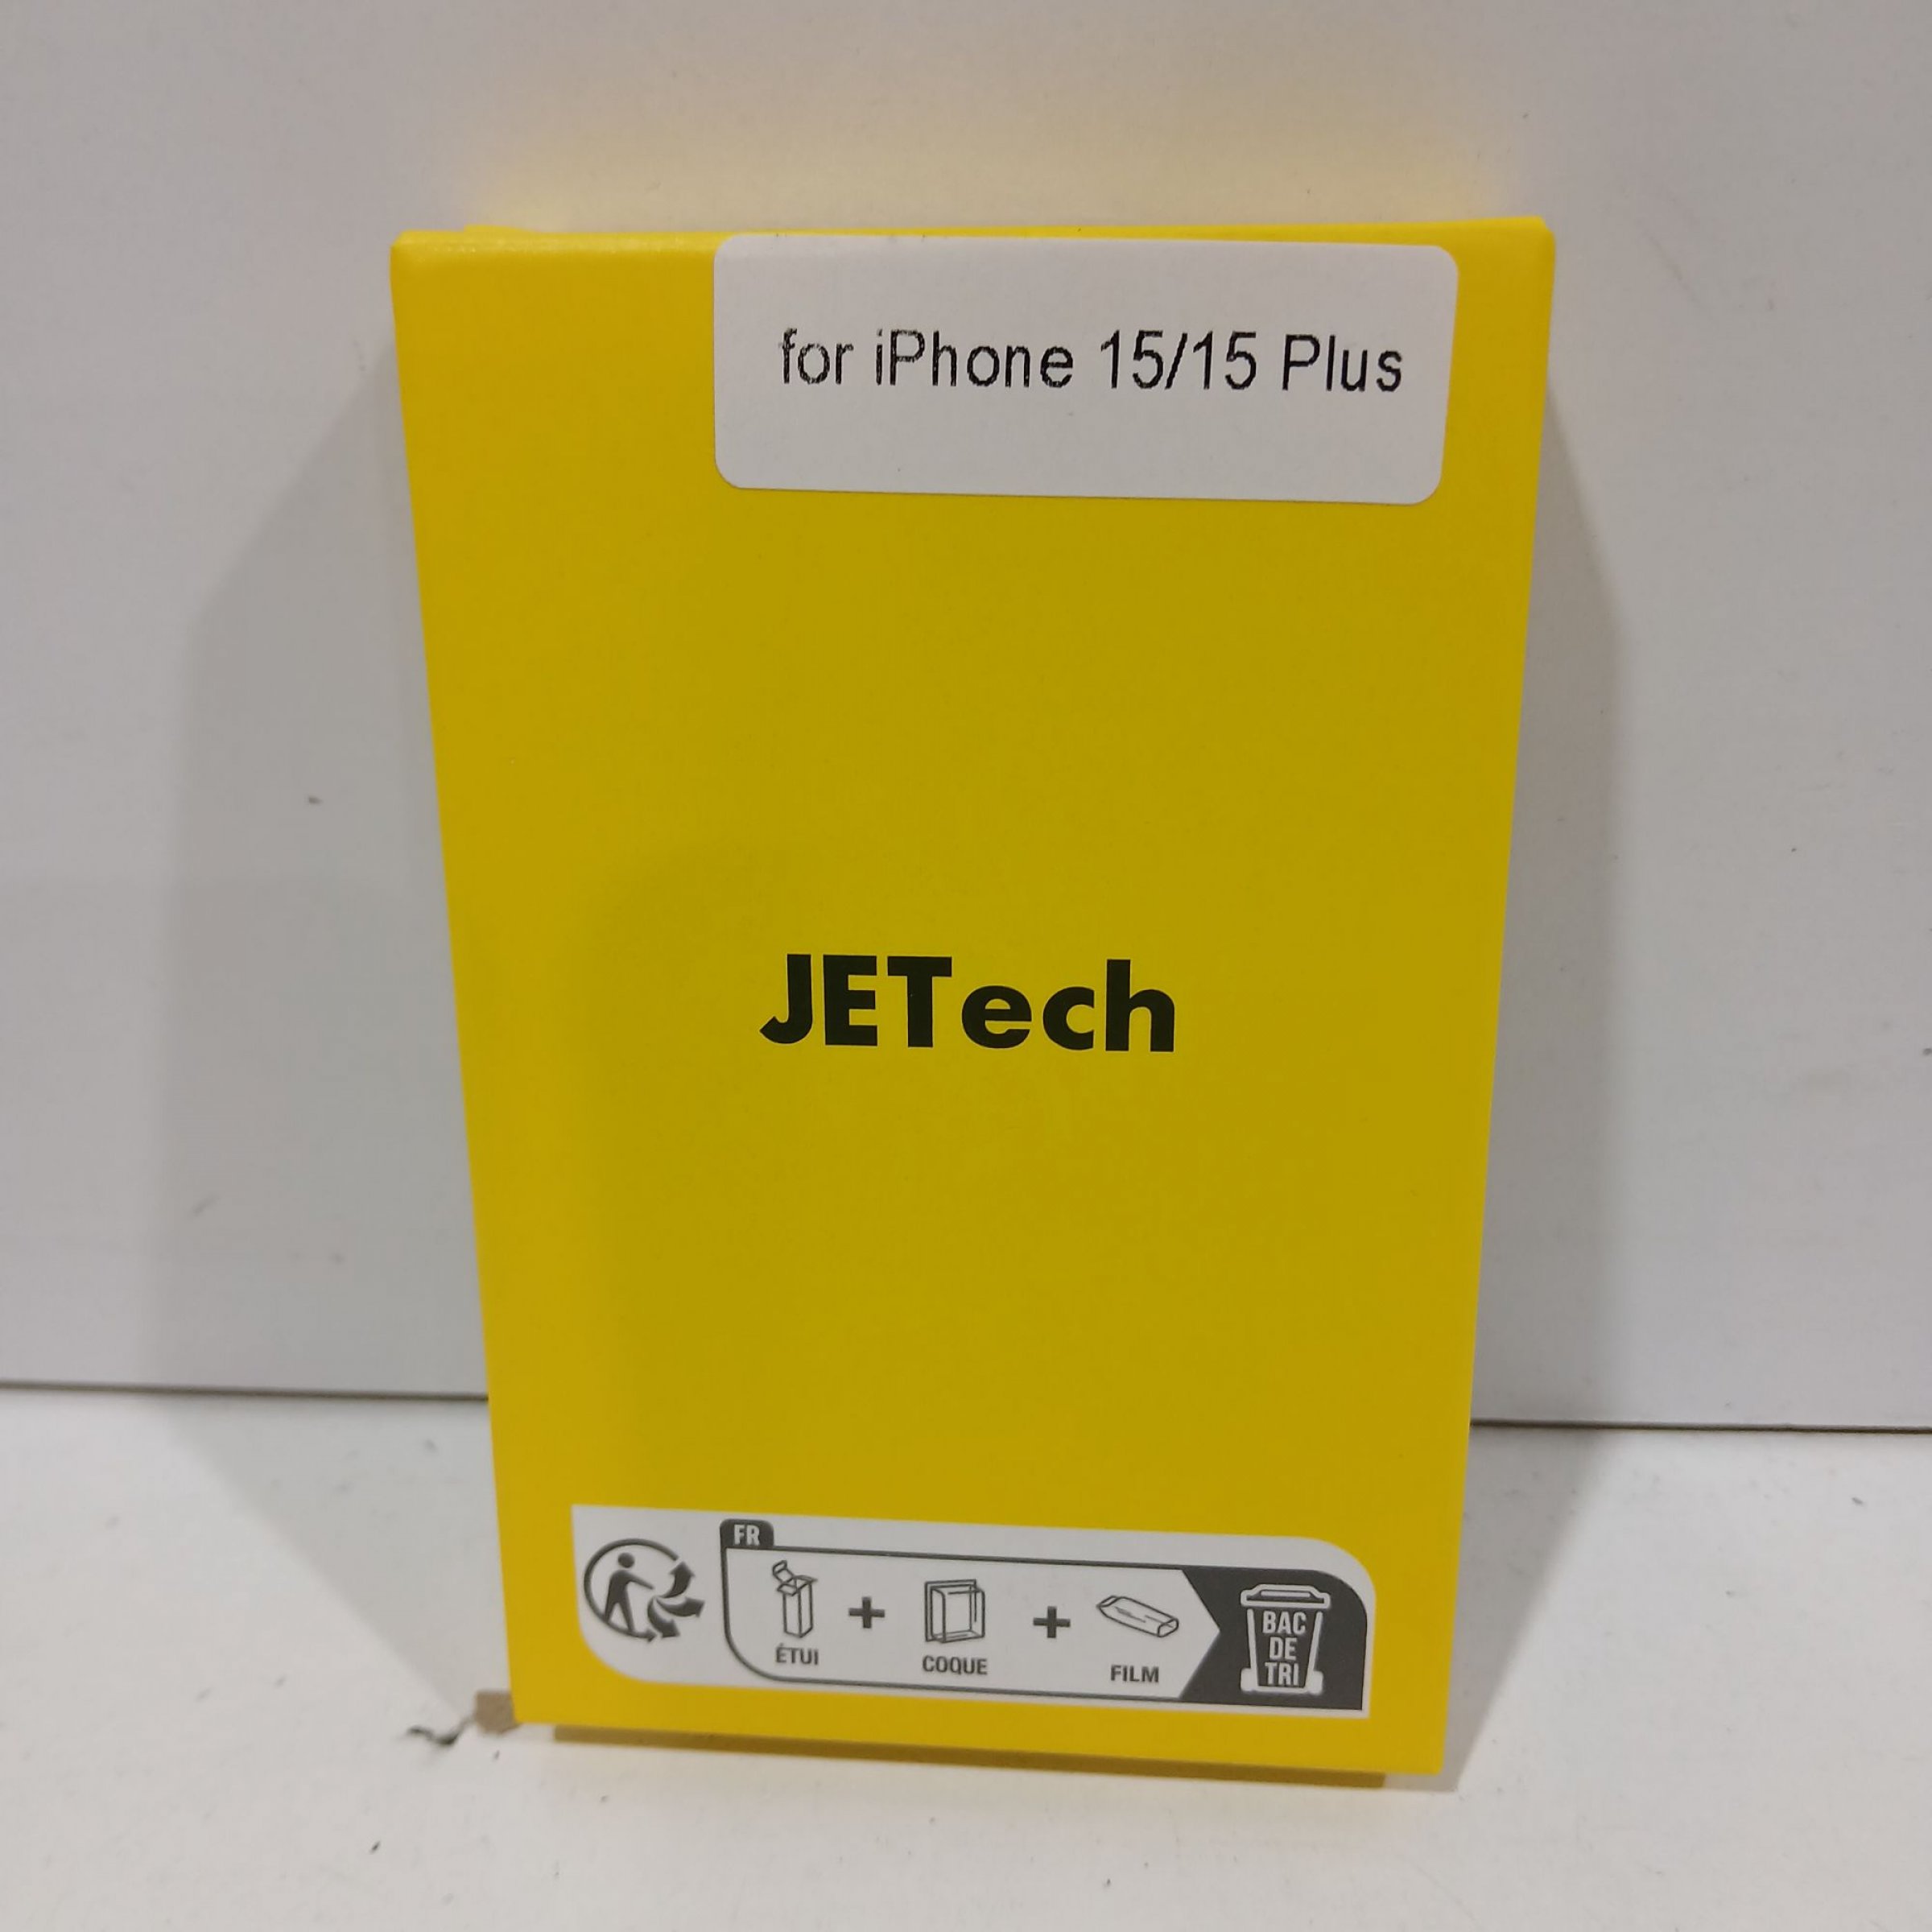 for iPhone 15/15 Plus
JETech
FR
ÉTUI + COQUE + FILM
BAC
DE
TRI